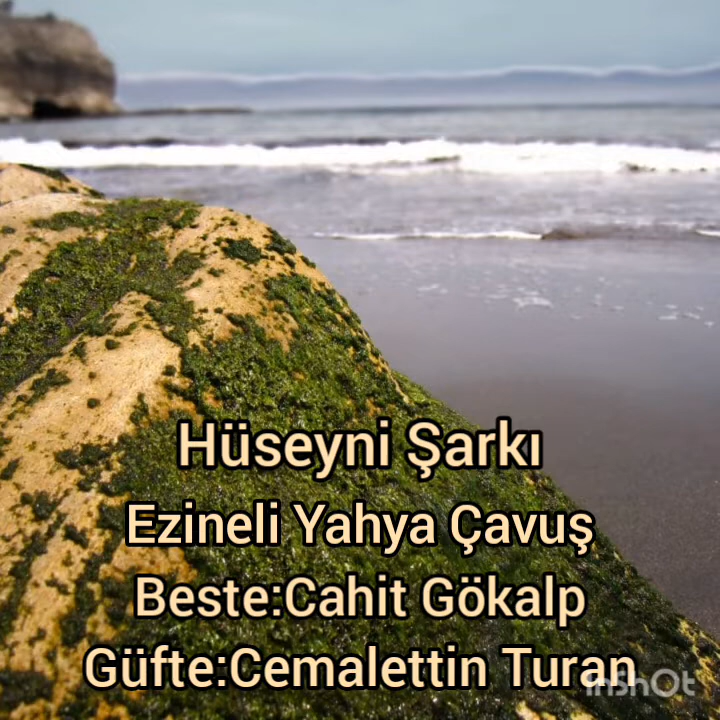 Hüseyni Şarkı
Ezineli Yahya Çavuş
Beste:Cahit Gökalp
Güfte:Cemalettin Turan
InShOt